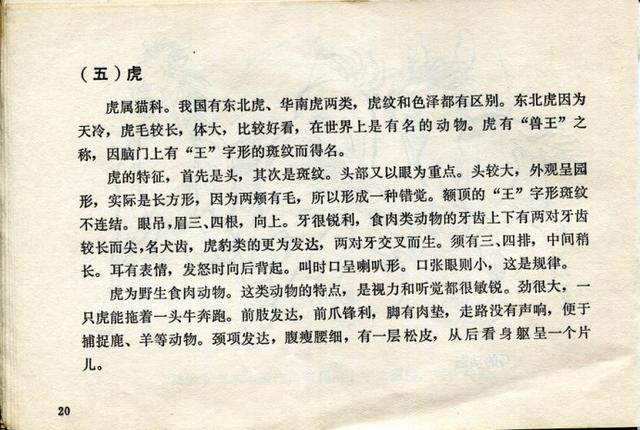 （五）虎
虎属猫科。我国有东北虎、华南虎两类，虎纹和色泽都有区别。东北虎因为
天冷，虎毛较长，体大，比较好看，在世界上是有名的动物。虎有“兽王”之
称，因脑门上有“王”字形的斑纹而得名。
虎的特征，首先是头，其次是斑纹。头部又以眼为重点。头较大，外观呈园
形，实际是长方形，因为两颊有毛，所以形成一种错觉。额顶的“王”字形斑纹
不连结。眼吊，眉三、四根，向上。牙很锐利，食肉类动物的牙齿上下有两对牙齿
较长而尖，名犬齿，虎豹类的更为发达，两对牙交叉而生。须有三、四排，中间稍
长。耳有表情，发怒时向后背起。叫时口呈喇叭形。口张眼则小，这是规律。
虎为野生食肉动物。这类动物的特点，是视力和听觉都很敏锐。劲很大，一
只虎能拖着一头牛奔跑。前肢发达，前爪锋利，脚有肉垫，走路没有声响，便于
捕捉鹿、羊等动物。颈项发达，腹瘦腰细，有一层松皮，从后看身躯呈一个片
儿。
20